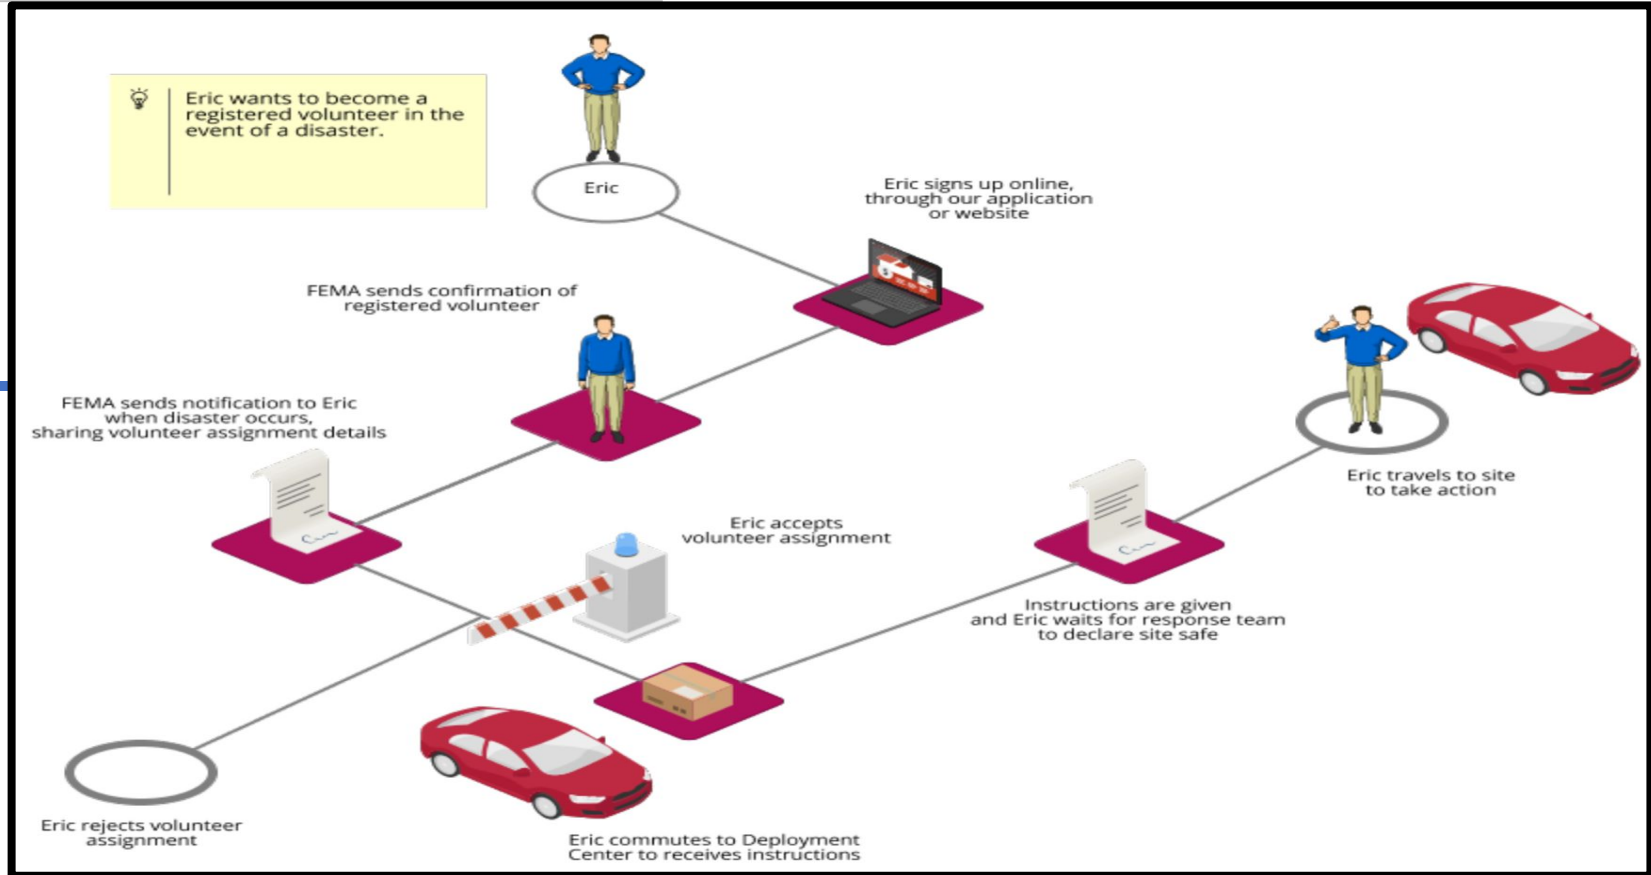 Eric wants to become a
registered volunteer in the
event of a disaster.
Eric
Eric signs up online,
through our application
or website
FEMA sends confirmation of
registered volunteer
FEMA sends notification to Eric
when disaster occurs,
sharing volunteer assignment details
Eric accepts
volunteer assignment
Eric rejects volunteer
assignment
Eric commutes to Deployment
Center to receives instructions
Instructions are given
and Eric waits for response team
to declare site safe
Eric travels to site
to take action